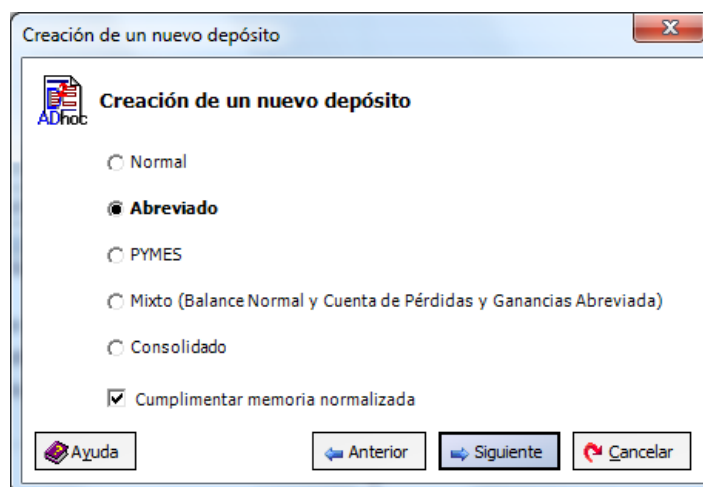 Creación de un nuevo depósito
X
ADhoc
Creación de un nuevo depósito
Normal
Abreviado
PYMES
Mixto (Balance Normal y Cuenta de Pérdidas y Ganancias Abreviada)
Consolidado
Cumplimentar memoria normalizada
Ayuda Anterior Siguiente Cancelar